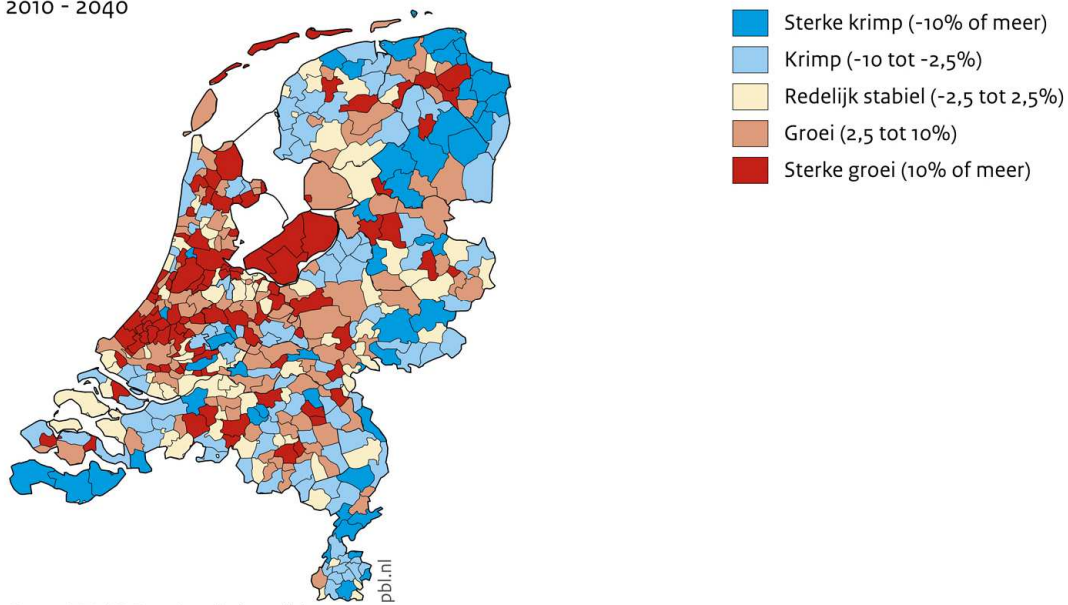 2010 - 2040
Sterke krimp (-10% of meer)
Krimp (-10 tot -2,5%)
Redelijk stabiel (-2,5 tot 2,5%)
Groei (2,5 tot 10%)
Sterke groei (10% of meer)
pbl.nl